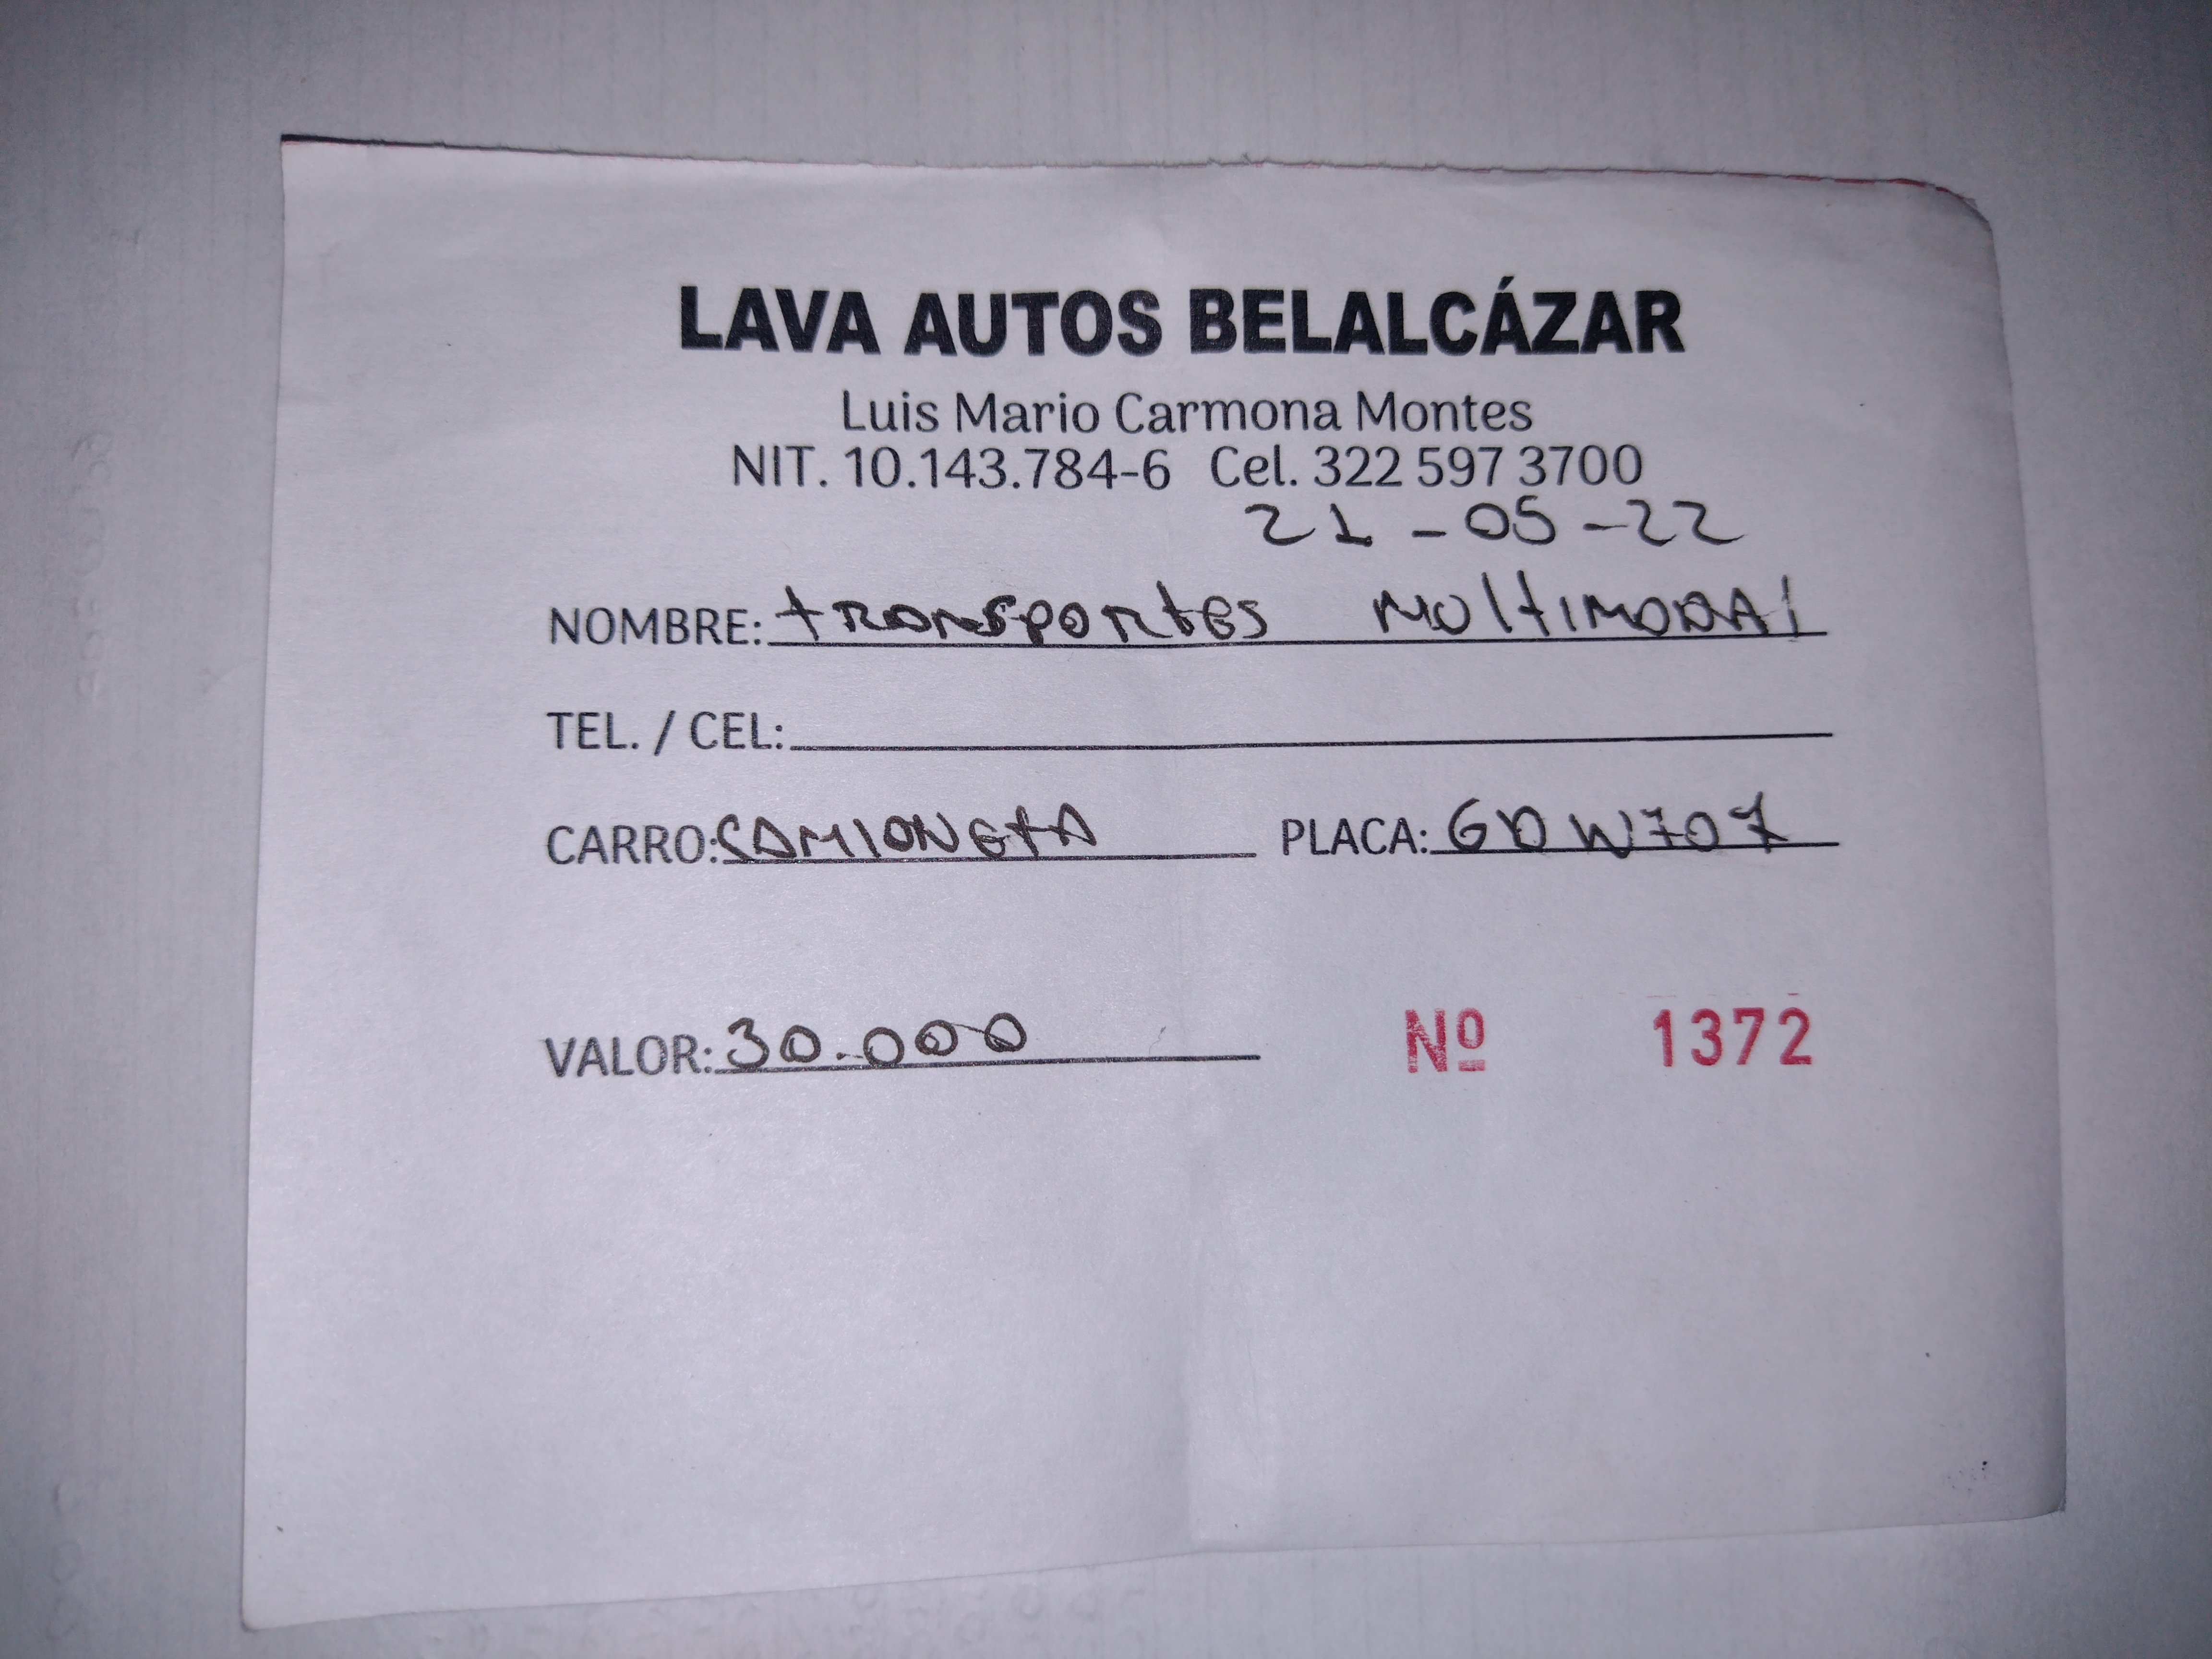 LAVA AUTOS BELALCÁZAR
Luis Mario Carmona Montes
NIT. 10.143.784-6 Cel. 322 597 3700
21-05-22
NOMBRE: transportes Multimodal
TEL. / CEL:
CARRO: CAMIONETA PLACA: GDW707
VALOR: 30.000 Nº 1372